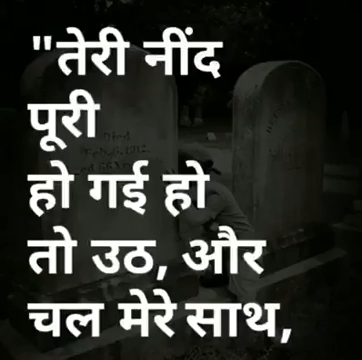 "तेरी नींद
पूरी
हो गई हो
तो उठ, और
चल मेरे साथ,